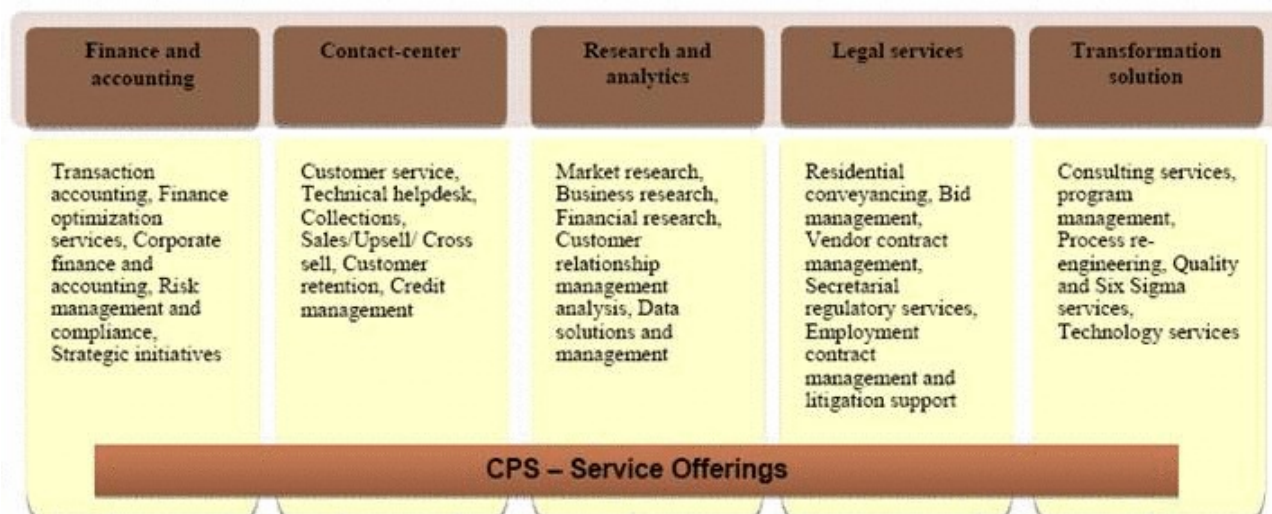 Finance and
accounting
Contact-center
Research and
analytics
Legal services
Transformation
solution
Transaction
accounting, Finance
optimization
services, Corporate
finance and
accounting, Risk
management and
compliance,
Strategic initiatives
Customer service,
Technical helpdesk,
Collections,
Sales/Upsell/ Cross
sell, Customer
retention, Credit
management
Market research,
Business research,
Financial research,
Customer
relationship
management
analysis, Data
solutions and
management
Residential
conveyancing, Bid
management,
Vendor contract
management,
Secretarial
regulatory services,
Employment
contract
management and
litigation support
Consulting services,
program
management,
Process re-
engineering, Quality
and Six Sigma
services,
Technology services
CPS – Service Offerings